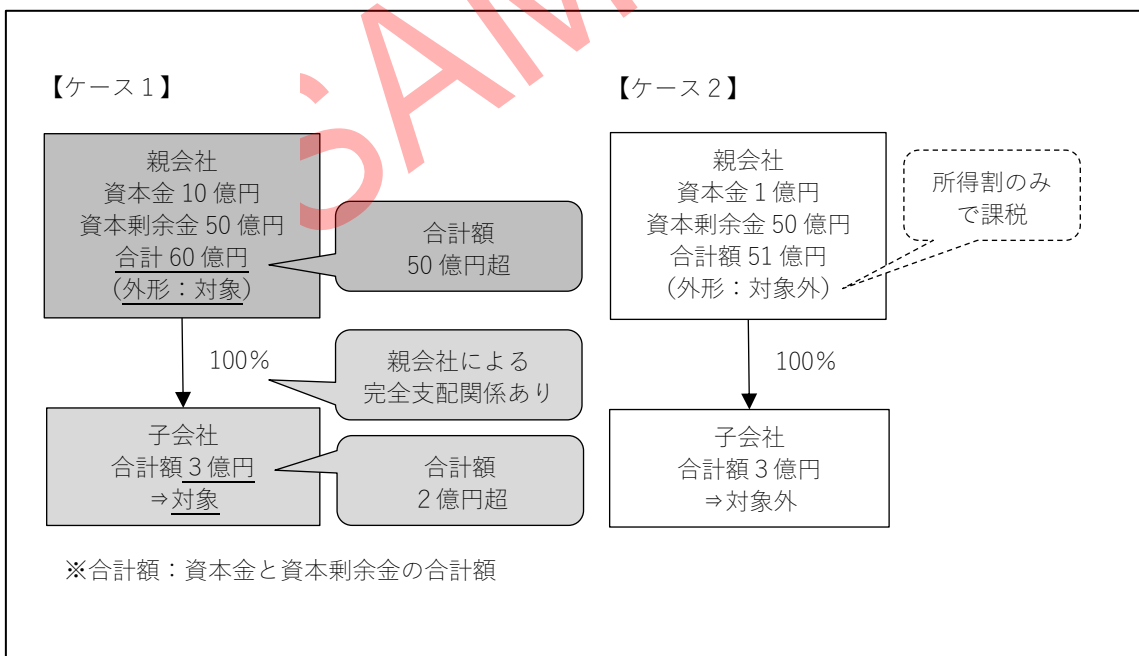 SAM
【ケース１】
親会社
資本金 10 億円
資本剰余金 50 億円
合計 60 億円
(外形：対象)
合計額
50 億円超
100%
親会社による
完全支配関係あり
子会社
合計額３億円
⇒対象
合計額
２億円超
※合計額：資本金と資本剰余金の合計額
【ケース２】
親会社
資本金１億円
資本剰余金 50 億円
合計額 51 億円
(外形：対象外)
所得割のみ
で課税
100%
子会社
合計額３億円
⇒対象外